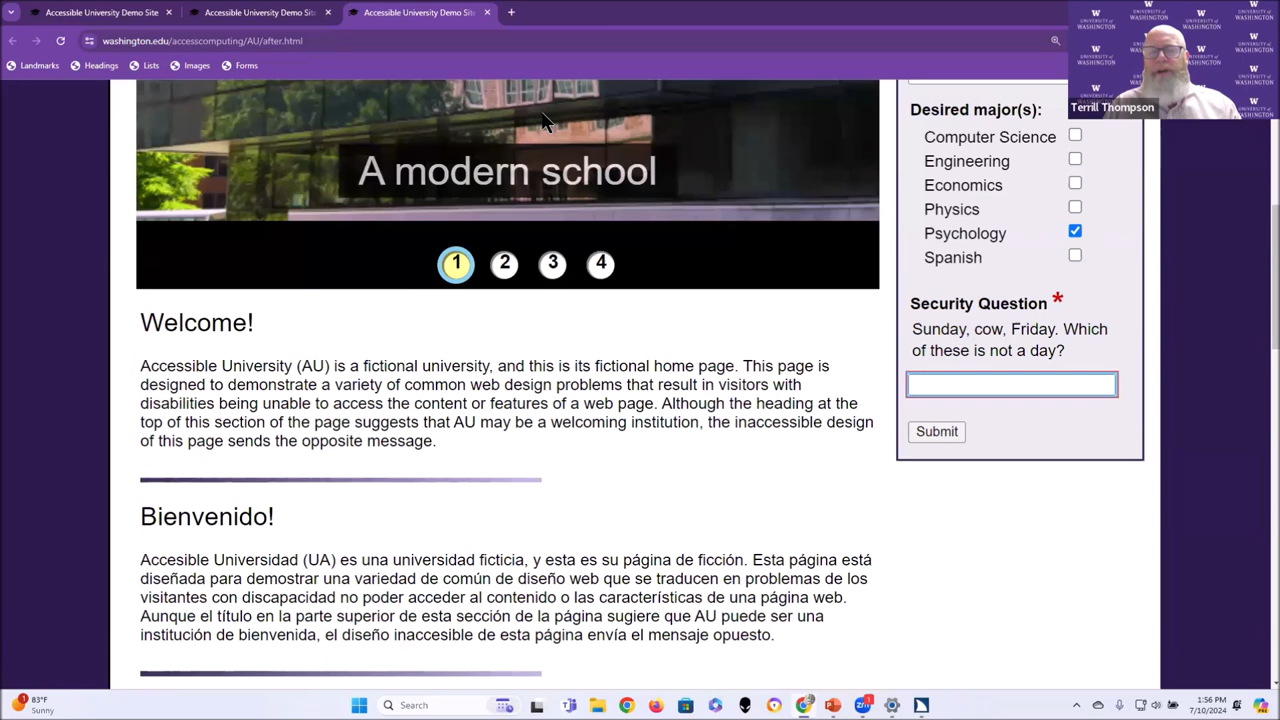 Accessible University Demo Site
Accessible University Demo Site
Accessible University Demo Site
washington.edu/accesscomputing/AU/after.html
Landmarks
Headings
Lists
Images
Forms
W
UNIVERSITY of
WASHINGTON
Terrill Thompson
A modern school
1
2
3
4
Desired major(s):
Computer Science
Engineering
Economics
Physics
Psychology
Spanish
Security Question *
Sunday, cow, Friday. Which
of these is not a day?
Submit
Welcome!
Accessible University (AU) is a fictional university, and this is its fictional home page. This page is
designed to demonstrate a variety of common web design problems that result in visitors with
disabilities being unable to access the content or features of a web page. Although the heading at the
top of this section of the page suggests that AU may be a welcoming institution, the inaccessible design
of this page sends the opposite message.
Bienvenido!
Accesible Universidad (UA) es una universidad ficticia, y esta es su página de ficción. Esta página está
diseñada para demostrar una variedad de común de diseño web que se traducen en problemas de los
visitantes con discapacidad no poder acceder al contenido o las características de una página web.
Aunque el título en la parte superior de esta sección de la página sugiere que AU puede ser una
institución de bienvenida, el diseño inaccesible de esta página envía el mensaje opuesto.
83°F
Sunny
Search
1:56 PM
7/10/2024